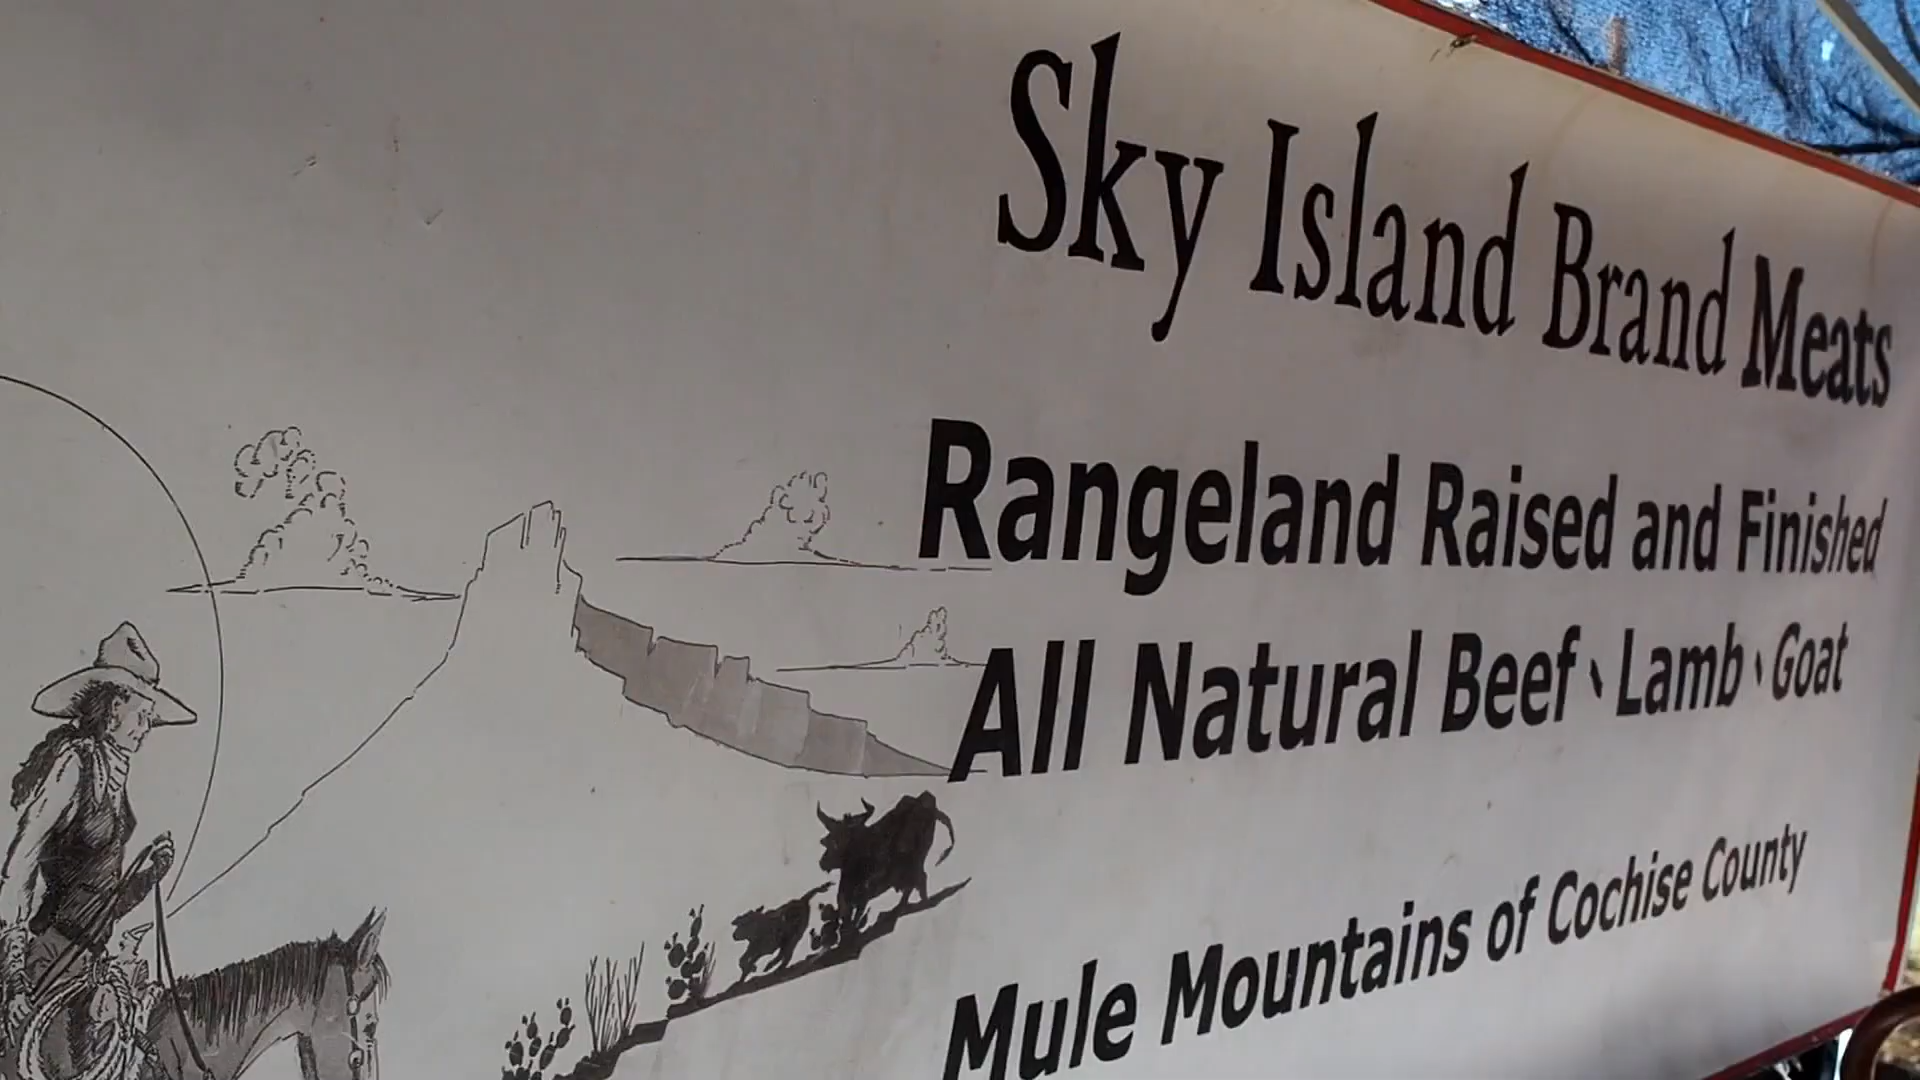 Sky Island Brand Meats
Rangeland Raised and Finished
All Natural Beef, Lamb, Goat
Mule Mountains of Cochise County